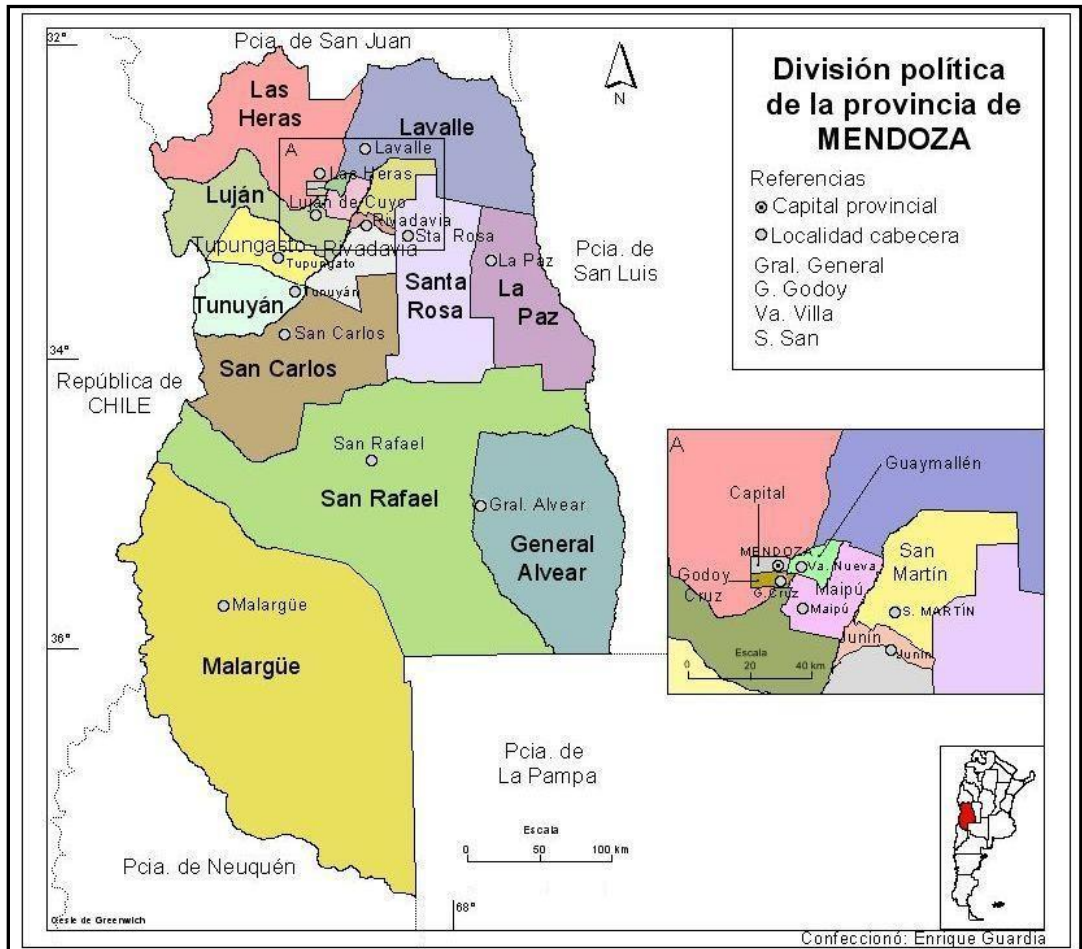 32°
Pcia. de San Juan
N
División política
de la provincia de
MENDOZA
Referencias
Capital provincial
Localidad cabecera
Gral. General
G. Godoy
Va. Villa
S. San
Las
Heras
Lavalle
A
Lavalle
Las Heras
Luján
Luján de Cuyo
Rivadavia
Sta. Rosa
Tupungasto
Rivadavia
Tupungato
La Paz
Pcia. de
San Luis
Tunuyán
Tunuyán
Santa
Rosa
La
Paz
San Carlos
34°
San Carlos
República de
CHILE
San Rafael
San Rafael
Gral. Alvear
General
Alvear
Malargüe
36°
Malargüe
A
Guaymallén
Capital
MENDOZA
Va. Nueva
San
Martín
Godoy
Cruz
G. Cruz
Maipú
Maipú
S. MARTÍN
Junín
Junín
Escala
0 20 40 km
Pcia. de
La Pampa
Escala
0 50 100 km
Pcia. de Neuquén
68°
Oeste de Greenwich
Confeccionó: Enrique Guardia